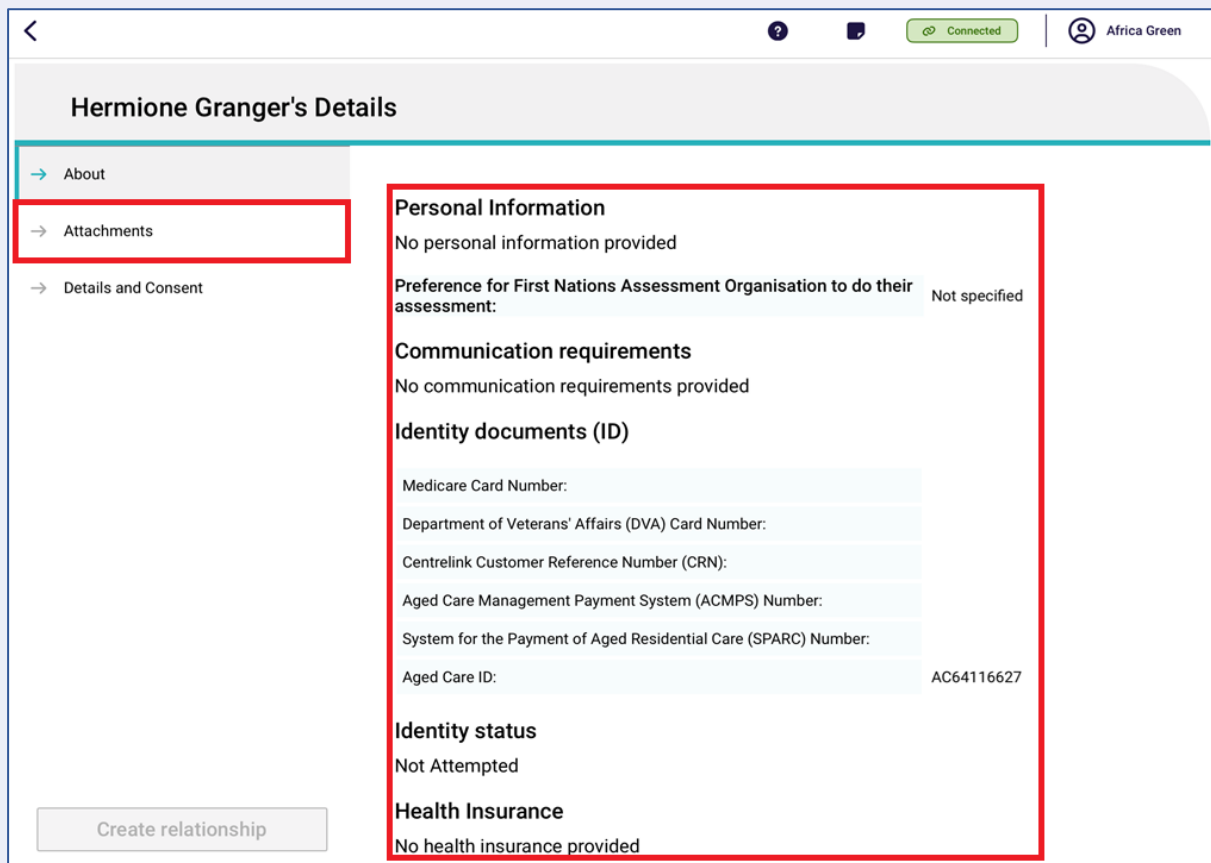 ?
Connected
Africa Green
Hermione Granger's Details
About
Attachments
Details and Consent
Create relationship
Personal Information
No personal information provided
Preference for First Nations Assessment Organisation to do their
assessment:
Not specified
Communication requirements
No communication requirements provided
Identity documents (ID)
Medicare Card Number:
Department of Veterans' Affairs (DVA) Card Number:
Centrelink Customer Reference Number (CRN):
Aged Care Management Payment System (ACMPS) Number:
System for the Payment of Aged Residential Care (SPARC) Number:
Aged Care ID: AC64116627
Identity status
Not Attempted
Health Insurance
No health insurance provided